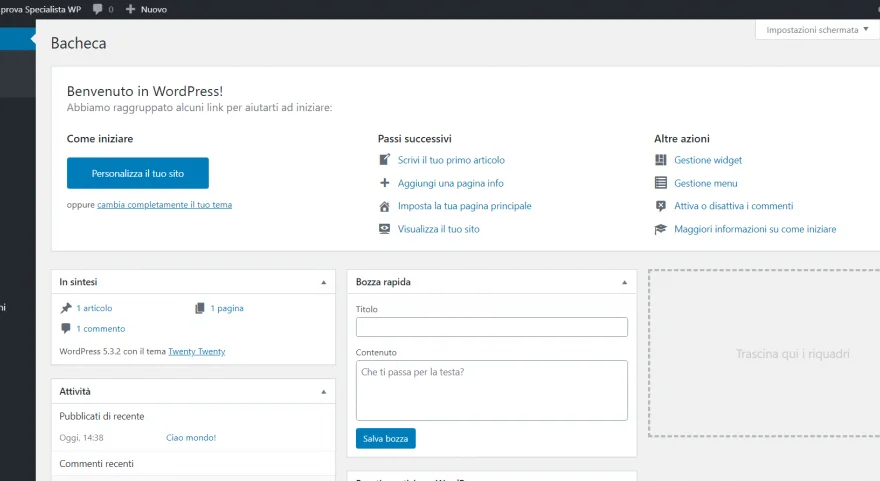 prova Specialista WP 0 Nuovo
Impostazioni schermata
Bacheca
Benvenuto in WordPress!
Abbiamo raggruppato alcuni link per aiutarti ad iniziare:
Come iniziare
Personalizza il tuo sito
oppure cambia completamente il tuo tema
Passi successivi
Scrivi il tuo primo articolo
Aggiungi una pagina info
Imposta la tua pagina principale
Visualizza il tuo sito
Altre azioni
Gestione widget
Gestione menu
Attiva o disattiva i commenti
Maggiori informazioni su come iniziare
In sintesi
1 articolo
1 pagina
1 commento
WordPress 5.3.2 con il tema Twenty Twenty
Attività
Pubblicati di recente
Oggi, 14:38 Ciao mondo!
Commenti recenti
Bozza rapida
Titolo
Contenuto
Che ti passa per la testa?
Salva bozza
Trascina qui i riquadri